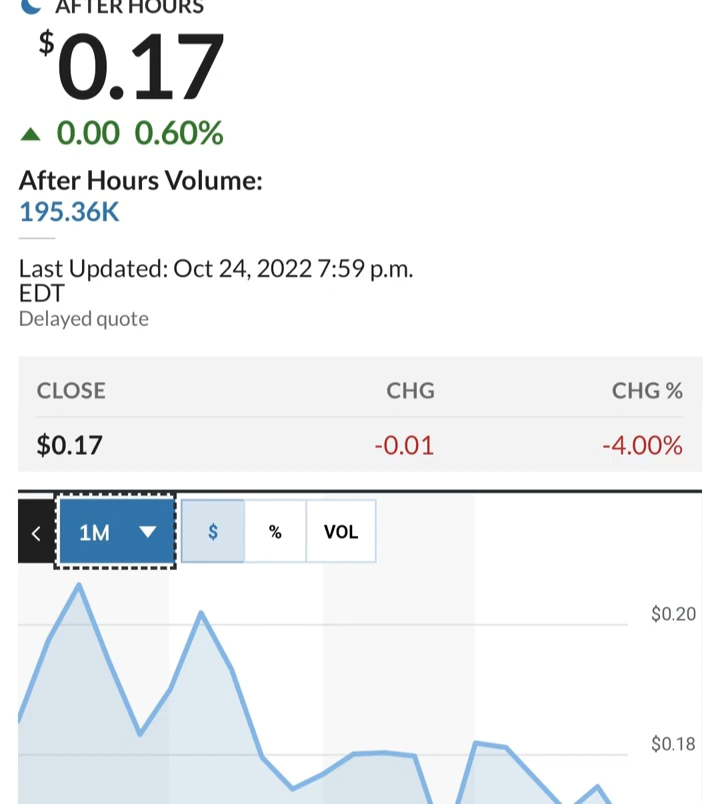 AFTER HOURS
$0.17
0.00 0.60%
After Hours Volume:
195.36K
Last Updated: Oct 24, 2022 7:59 p.m.
EDT
Delayed quote
CLOSE CHG CHG %
$0.17 -0.01 -4.00%
1M $ % VOL
$0.20
$0.18